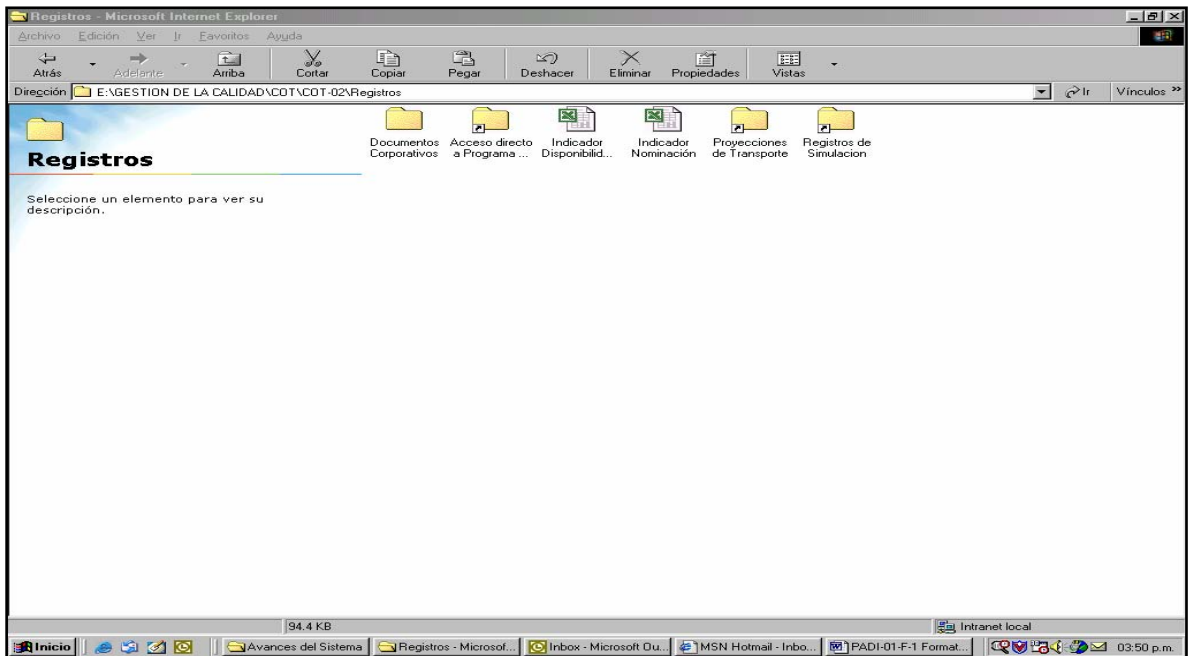 Registros - Microsoft Internet Explorer
Archivo Edición Ver Ir Favoritos Ayuda
Atrás Adelante Arriba Cortar Copiar Pegar Deshacer Eliminar Propiedades Vistas
Dirección E:\GESTION DE LA CALIDAD\COT\COT-02\Registros Ir Vínculos »
Registros
Seleccione un elemento para ver su
descripción.
Documentos Acceso directo Indicador Indicador Proyecciones Registros de
Corporativos a Programa ... Disponibilid... Nominación de Transporte Simulacion
94.4 KB Intranet local
Inicio Avances del Sistema Registros - Microsof... Inbox - Microsoft Ou... MSN Hotmail - Inbo... PADI-01-F-1 Format... 03:50 p.m.